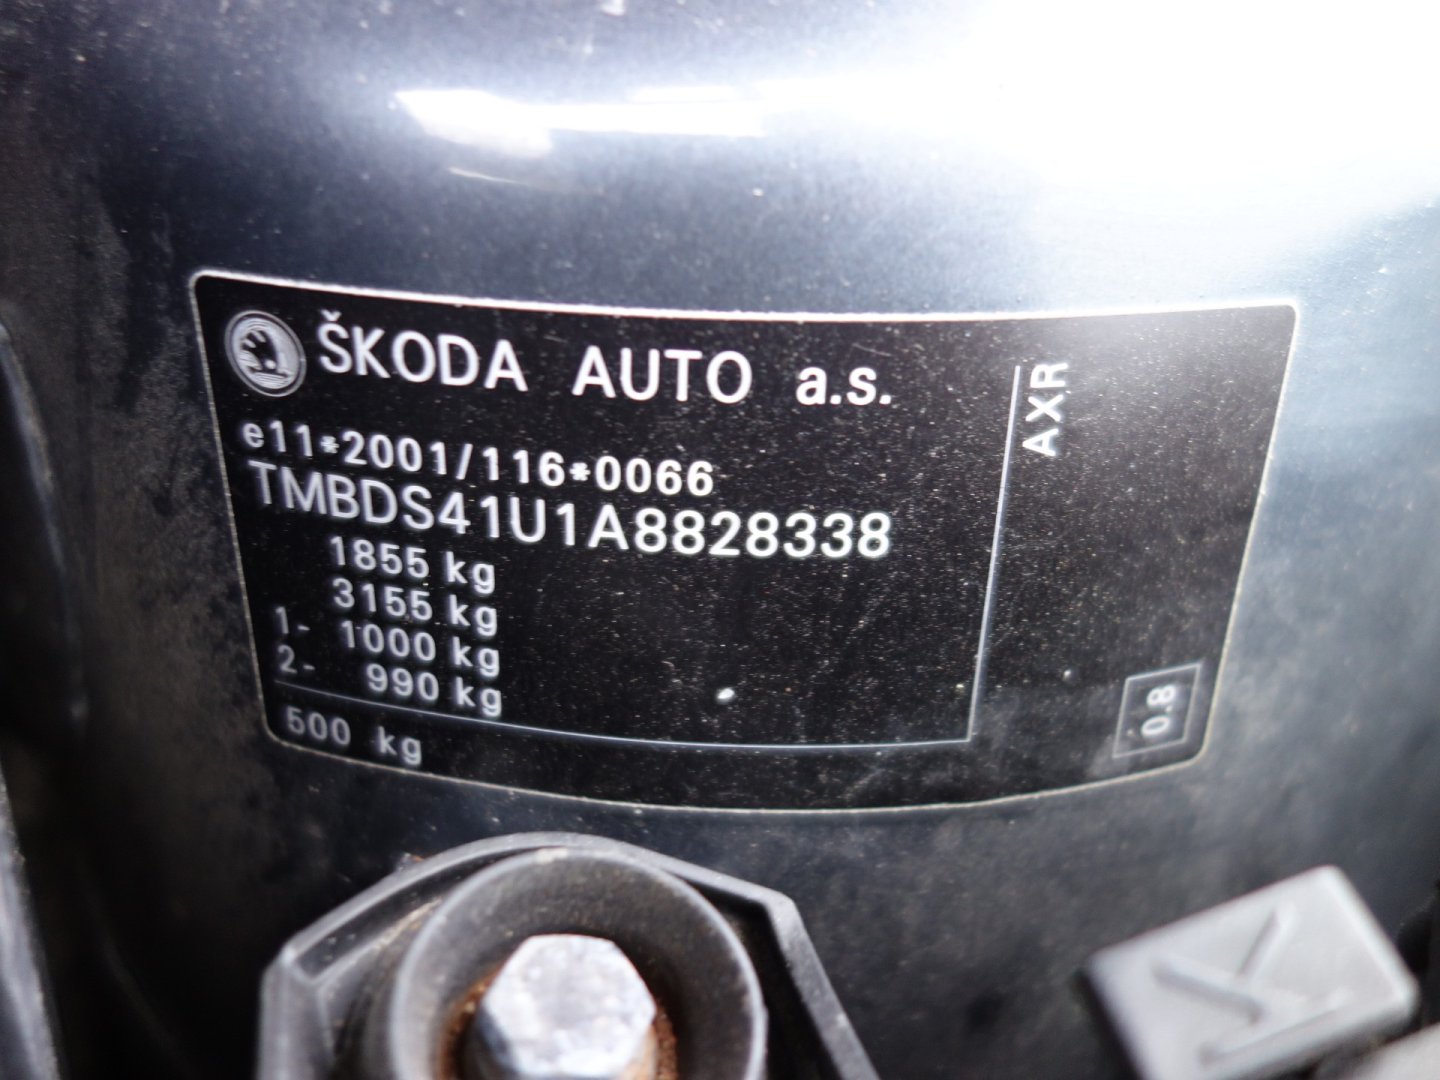 ŠKODA AUTO a.s.
e11*2001/116*0066
TMBDS41U1A8828338
1855 kg
3155 kg
1- 1000 kg
2- 990 kg
500 kg
AXR
0.8
K